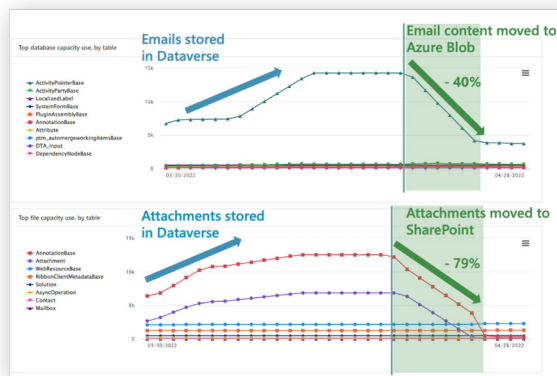 Emails stored
in Dataverse
Email content moved to
Azure Blob
Top database capacity use, by table
15k
10k
5k
0
ActivityPointerBase
ActivityPartyBase
LocalizedLabel
SystemFormBase
PluginAssemblyBase
AnnotationBase
Attribute
ptm_automergeworkingitemsBase
DTA_input
DependencyNodeBase
- 40%
03/30/2022
04/28/2022
Attachments stored
in Dataverse
Attachments moved to
SharePoint
Top file capacity use, by table
15k
10k
5k
0
AnnotationBase
Attachment
WebResourceBase
RibbonClientMetadataBase
Solution
AsyncOperation
Contact
Mailbox
- 79%
03/30/2022
04/28/2022